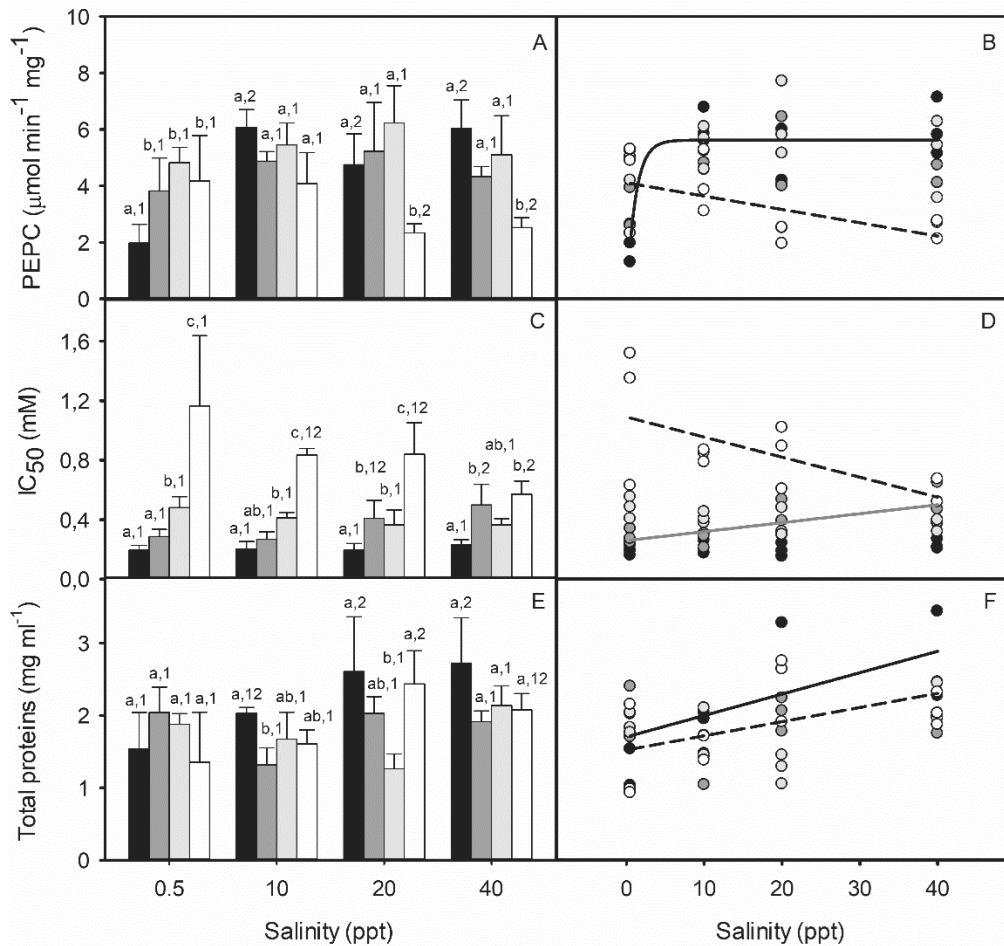 10
8
6
4
2
0
PEPC (μmol min⁻¹ mg⁻¹)
A
a,1
b,1
b,1
b,1
a,2
a,1
a,1
a,1
a,2
a,1
a,1
b,2
a,2
a,1
a,1
b,2
B
1,6
1,2
0,8
0,4
0,0
IC₅₀ (mM)
C
a,1
a,1
b,1
c,1
a,1
ab,1
b,1
c,12
a,1
b,12
b,1
c,12
a,1
b,2
ab,1
b,2
D
3
2
1
0
Total proteins (mg ml⁻¹)
E
a,1
a,1
a,1
a,1
a,12
b,1
ab,1
ab,1
a,2
ab,1
b,1
a,2
a,2
a,1
a,1
a,12
F
0.5 10 20 40
Salinity (ppt)
0 10 20 30 40
Salinity (ppt)